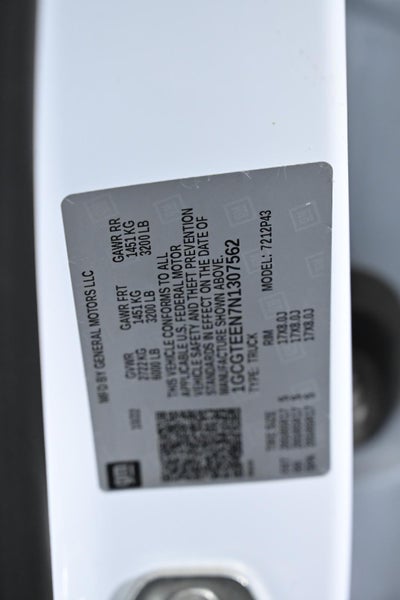 MFD BY GENERAL MOTORS LLC
GVWR GAWR FRT GAWR RR
2722 KG 1451 KG 1451 KG
6000 LB 3200 LB 3200 LB
THIS VEHICLE CONFORMS TO ALL
APPLICABLE U.S. FEDERAL MOTOR
VEHICLE SAFETY AND THEFT PREVENTION
STANDARDS IN EFFECT ON THE DATE OF
MANUFACTURE SHOWN ABOVE.
1GCGTEEN7N1307562
TYPE: TRUCK MODEL: 7212P43
TIRE SIZE RIM
17X8.0J
17X8.0J
17X8.0J